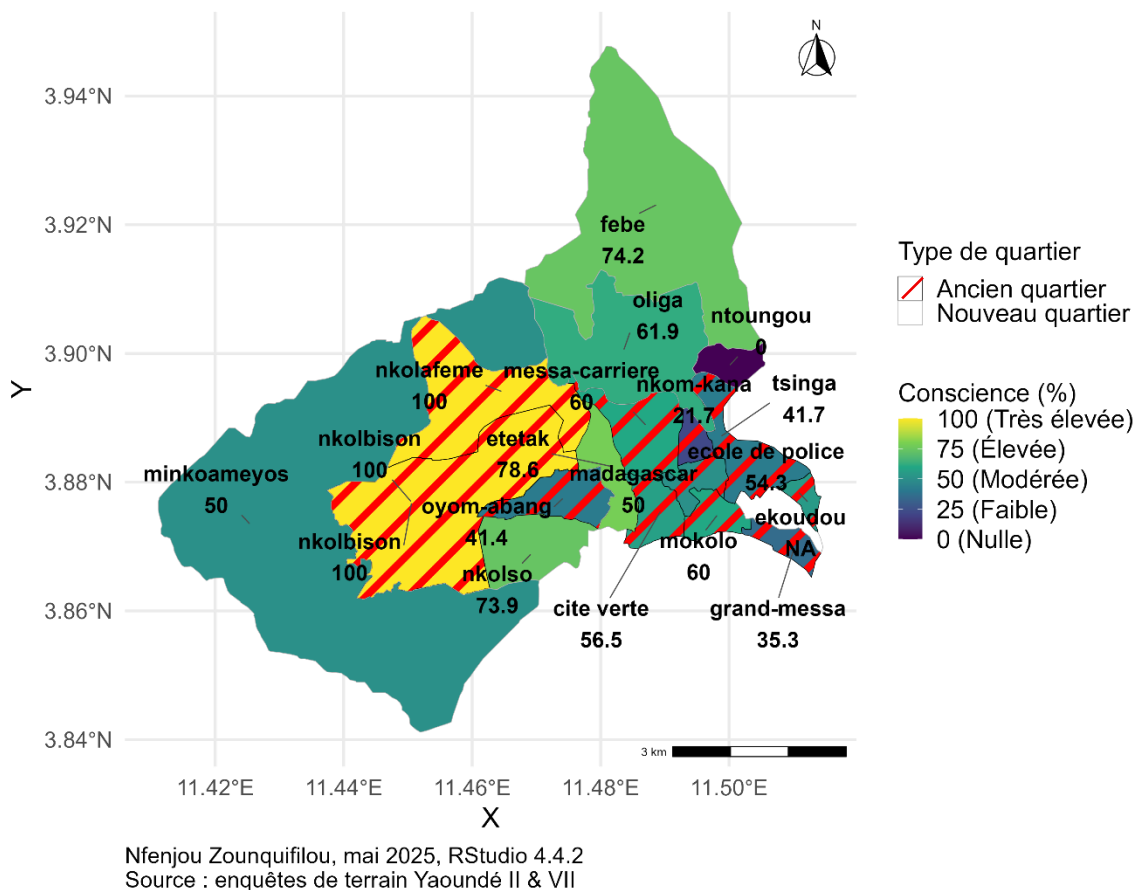 N
3.94°N
3.92°N
3.90°N
3.88°N
3.86°N
3.84°N
Y
febe
74.2
oliga
61.9
ntoungou
0
nkolafeme
100
messa-carriere
60
nkom-kana
21.7
tsinga
41.7
nkolbison
100
etetak
78.6
ecole de police
54.3
minkoameyos
50
madagascar
50
oyom-abang
41.4
ekoudou
NA
nkolbison
100
mokolo
60
nkolso
73.9
cite verte
56.5
grand-messa
35.3
3 km
11.42°E
11.44°E
11.46°E
11.48°E
11.50°E
X
Type de quartier
Ancien quartier
Nouveau quartier
Conscience (%)
100 (Très élevée)
75 (Élevée)
50 (Modérée)
25 (Faible)
0 (Nulle)
Nfenjou Zounquifilou, mai 2025, RStudio 4.4.2
Source : enquêtes de terrain Yaoundé II & VII